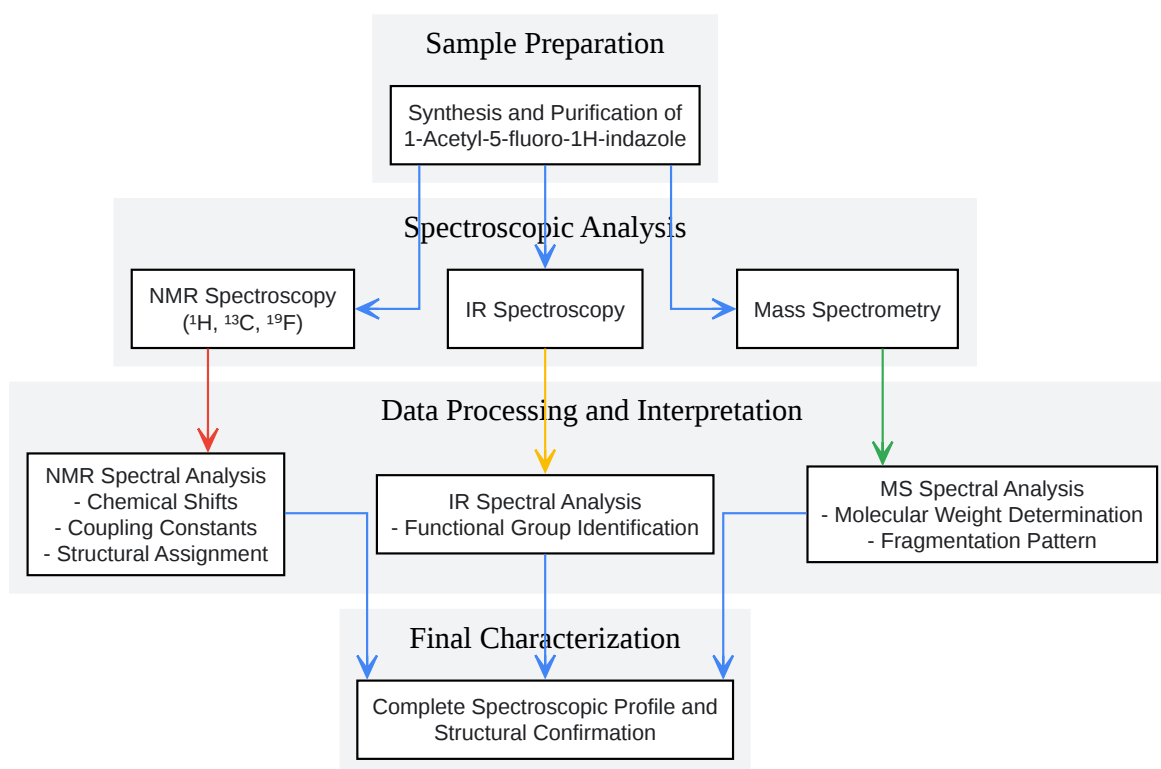 Sample Preparation
Synthesis and Purification of
1-Acetyl-5-fluoro-1H-indazole
Spectroscopic Analysis
NMR Spectroscopy
(¹H, ¹³C, ¹⁹F)
IR Spectroscopy
Mass Spectrometry
Data Processing and Interpretation
NMR Spectral Analysis
- Chemical Shifts
- Coupling Constants
- Structural Assignment
IR Spectral Analysis
- Functional Group Identification
MS Spectral Analysis
- Molecular Weight Determination
- Fragmentation Pattern
Final Characterization
Complete Spectroscopic Profile and
Structural Confirmation